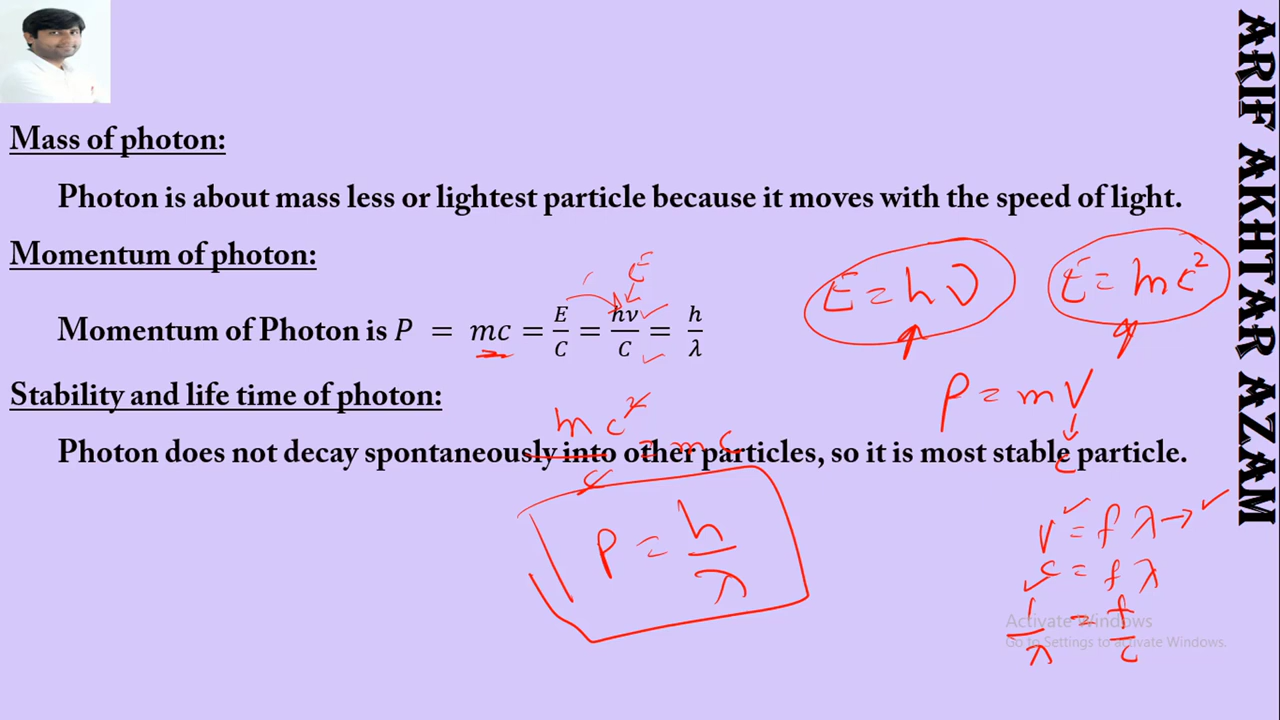 Mass of photon:
Photon is about mass less or lightest particle because it moves with the speed of light.
Momentum of photon:
E
E = hν
E = mc²
Momentum of Photon is P = mc = E/C = hν/C = h/λ
P = mV
c
Stability and life time of photon:
mc²/c = mc
Photon does not decay spontaneously into other particles, so it is most stable particle.
P = h/λ
v = fλ →
c = fλ
1/λ = f/c
Activate Windows
Go to Settings to activate Windows.
ARIF AKHTAR AZAM